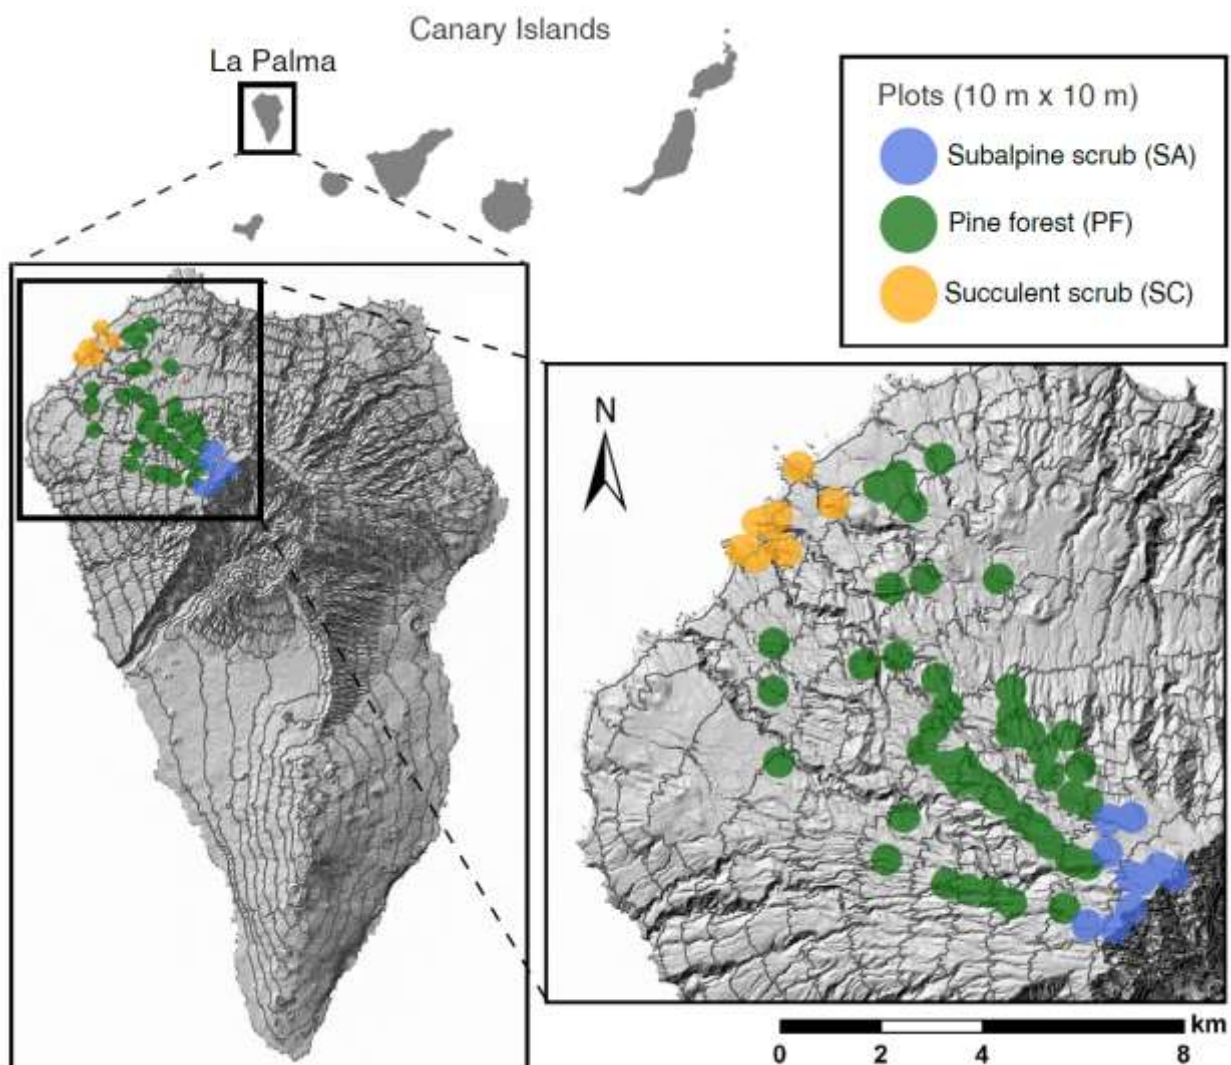 Canary Islands
La Palma
Plots (10 m x 10 m)
Subalpine scrub (SA)
Pine forest (PF)
Succulent scrub (SC)
N
km
0 2 4 8